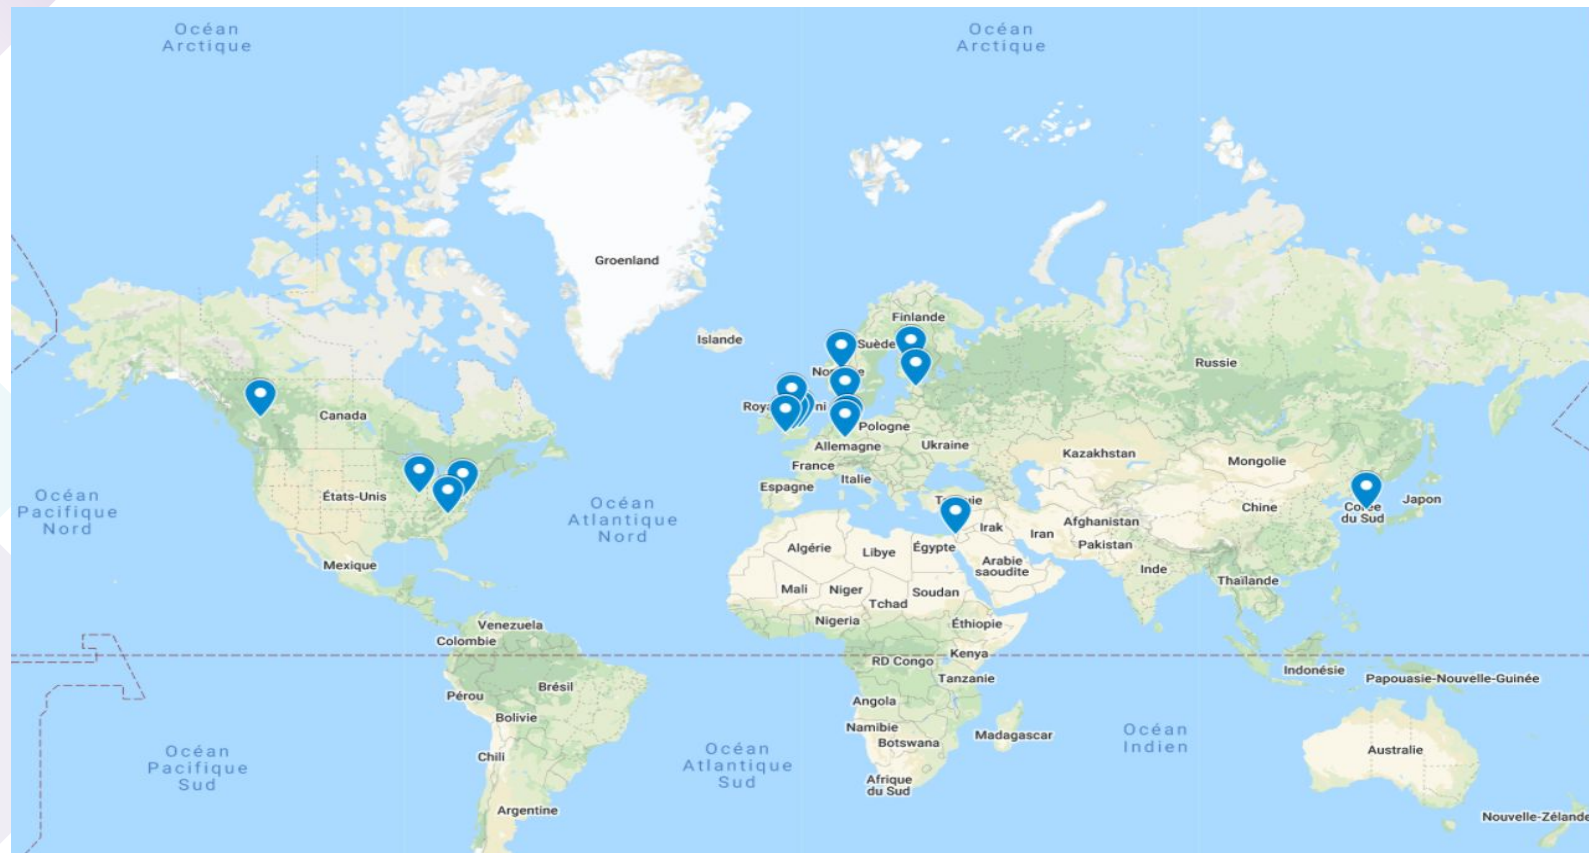 Océan
Arctique
Océan
Arctique
Groenland
Islande
Finlande
Suède
Russie
Canada
Pologne
Allemagne
Ukraine
France
Kazakhstan
Mongolie
Italie
Espagne
États-Unis
Océan
Pacifique
Nord
Océan
Atlantique
Nord
Chine
Japon
du Sud
Afghanistan
Irak
Iran
Pakistan
Algérie
Libye
Égypte
Arabie
saoudite
Inde
Mexique
Thaïlande
Mali
Niger
Tchad
Soudan
Nigeria
Éthiopie
Venezuela
Colombie
RD Congo
Kenya
Tanzanie
Indonésie
Papouasie-Nouvelle-Guinée
Pérou
Brésil
Bolivie
Angola
Namibie
Botswana
Madagascar
Océan
Indien
Océan
Pacifique
Sud
Océan
Atlantique
Sud
Chili
Australie
Afrique
du Sud
Argentine
Nouvelle-Zélande